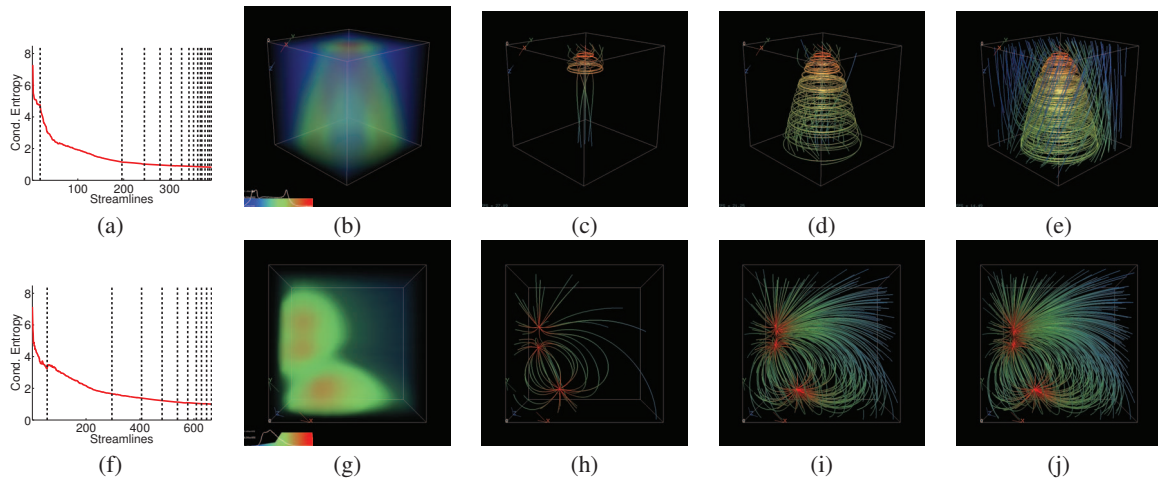 8
6
4
2
0
Cond. Entropy
100 200 300
Streamlines
(a)
(b)
(c)
(d)
(e)
8
6
4
2
0
Cond. Entropy
200 400 600
Streamlines
(f)
(g)
(h)
(i)
(j)